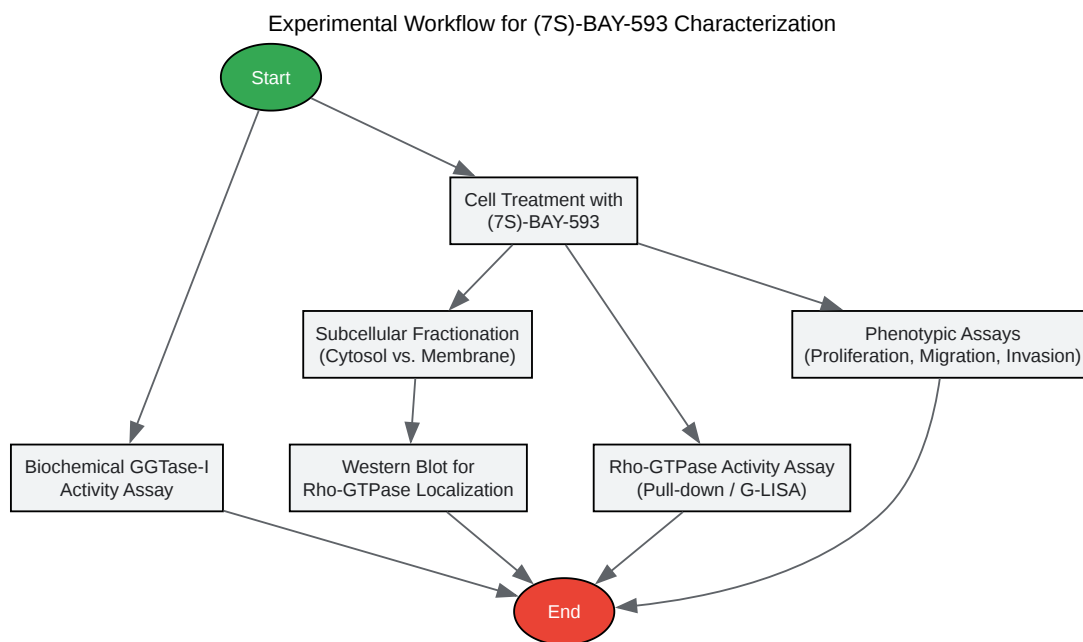 Experimental Workflow for (7S)-BAY-593 Characterization
Start
Cell Treatment with
(7S)-BAY-593
Subcellular Fractionation
(Cytosol vs. Membrane)
Phenotypic Assays
(Proliferation, Migration, Invasion)
Biochemical GGTase-I
Activity Assay
Western Blot for
Rho-GTPase Localization
Rho-GTPase Activity Assay
(Pull-down / G-LISA)
End